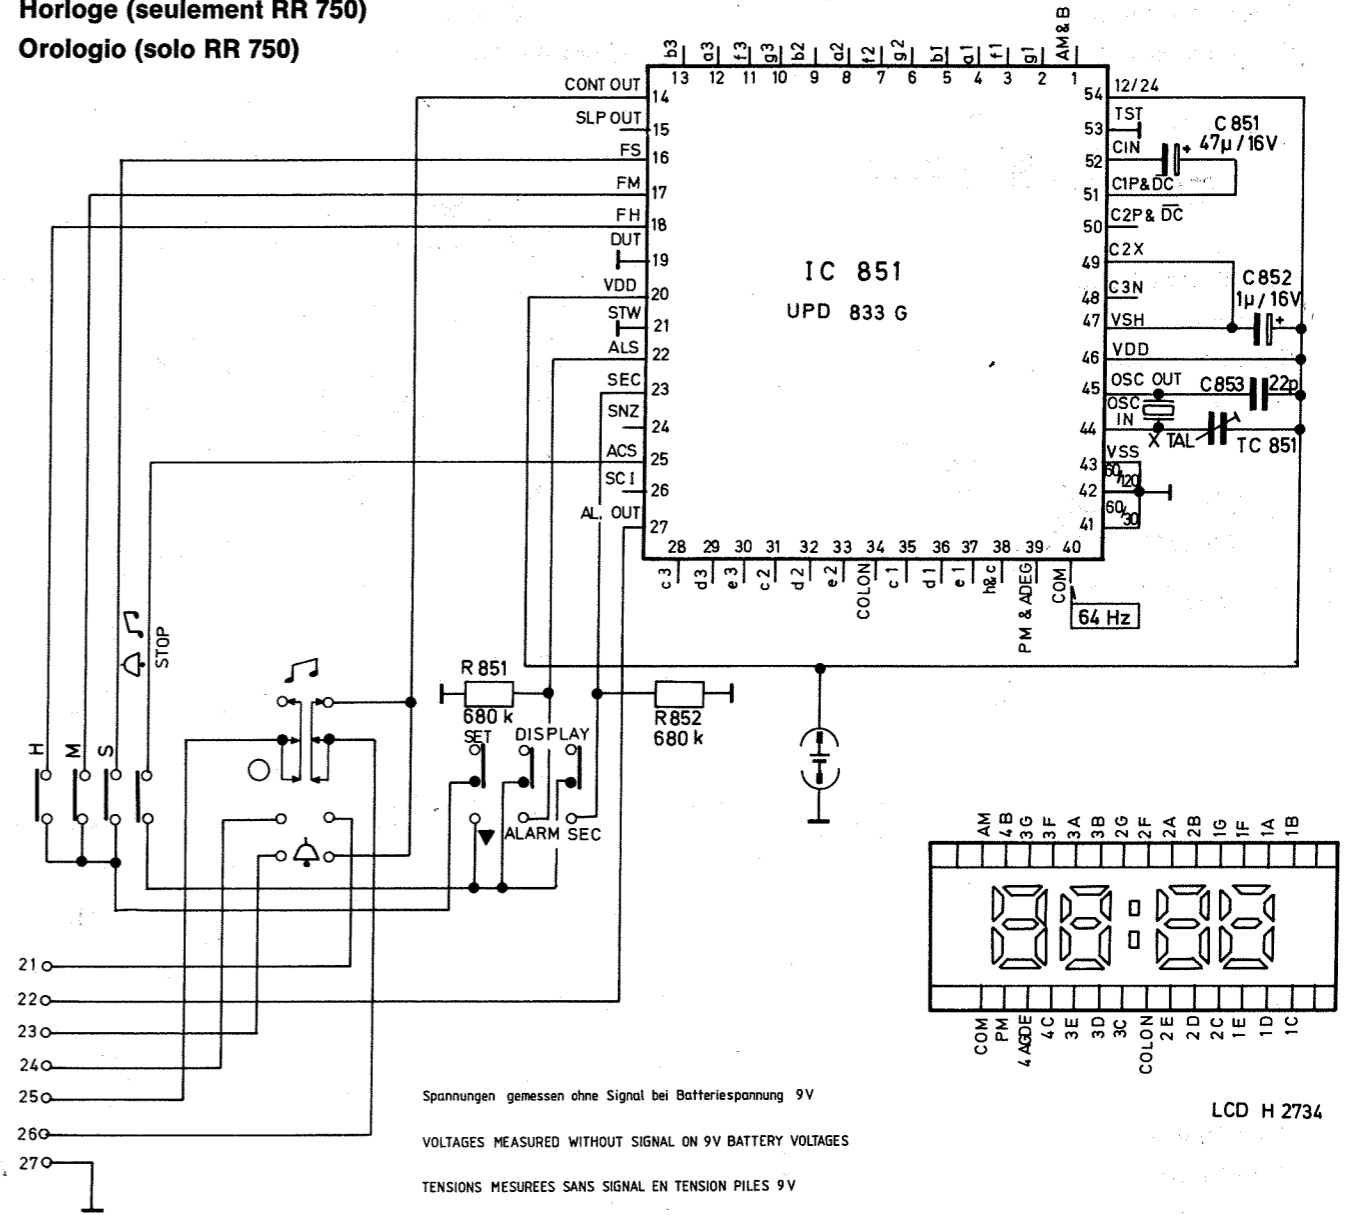 Horloge (seulement RR 750)
Orologio (solo RR 750)
b3 a3 f3 g3 b2 a2 f2 g2 b1 a1 f1 g1 AM & B
13 12 11 10 9 8 7 6 5 4 3 2 1
CONT OUT 14
SLP OUT 15
FS 16
FM 17
FH 18
DUT 19
VDD 20
STW 21
ALS 22
SEC 23
SNZ 24
ACS 25
SCI 26
AL. OUT 27
IC 851
UPD 833 G
54 12/24
53 TST
52 CIN
51 C1P & DC
50 C2P & DC
49 C2X
48 C3N
47 VSH
46 VDD
45 OSC OUT
44 OSC IN
43 VSS
42 60/120
41 60/30
C 851
47µ/16V
+
C 852
1µ/16V
+
C853 22p
X TAL
TC 851
28 29 30 31 32 33 34 35 36 37 38 39 40
c3 d3 e3 c2 d2 e2 COLON c1 d1 e1 h&c PM & ADEG COM
64 Hz
STOP
R 851
680 k
R 852
680 k
H M S
SET DISPLAY
ALARM SEC
21
22
23
24
25
26
27
AM 4B 3G 3F 3A 3B 2G 2F 2A 2B 1G 1F 1A 1B
88:88
COM PM 4 AGDE 4C 3E 3D 3C COLON 2E 2D 2C 1E 1D 1C
LCD H 2734
Spannungen gemessen ohne Signal bei Batteriespannung 9V
VOLTAGES MEASURED WITHOUT SIGNAL ON 9V BATTERY VOLTAGES
TENSIONS MESUREES SANS SIGNAL EN TENSION PILES 9V